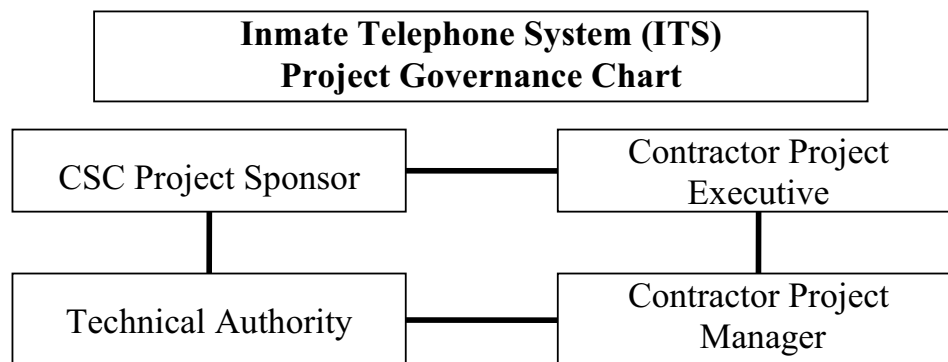 Inmate Telephone System (ITS)
Project Governance Chart
CSC Project Sponsor
Contractor Project
Executive
Technical Authority
Contractor Project
Manager